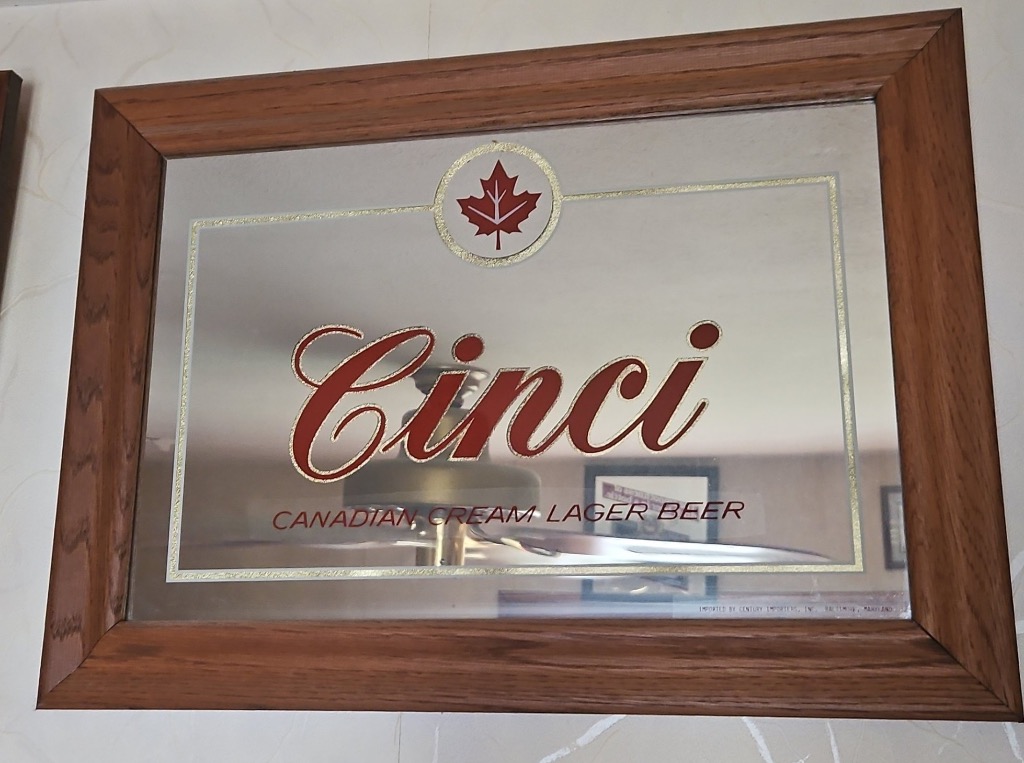 Cinci
CANADIAN CREAM LAGER BEER
IMPORTED BY CENTURY IMPORTERS, INC. BALTIMORE, MARYLAND